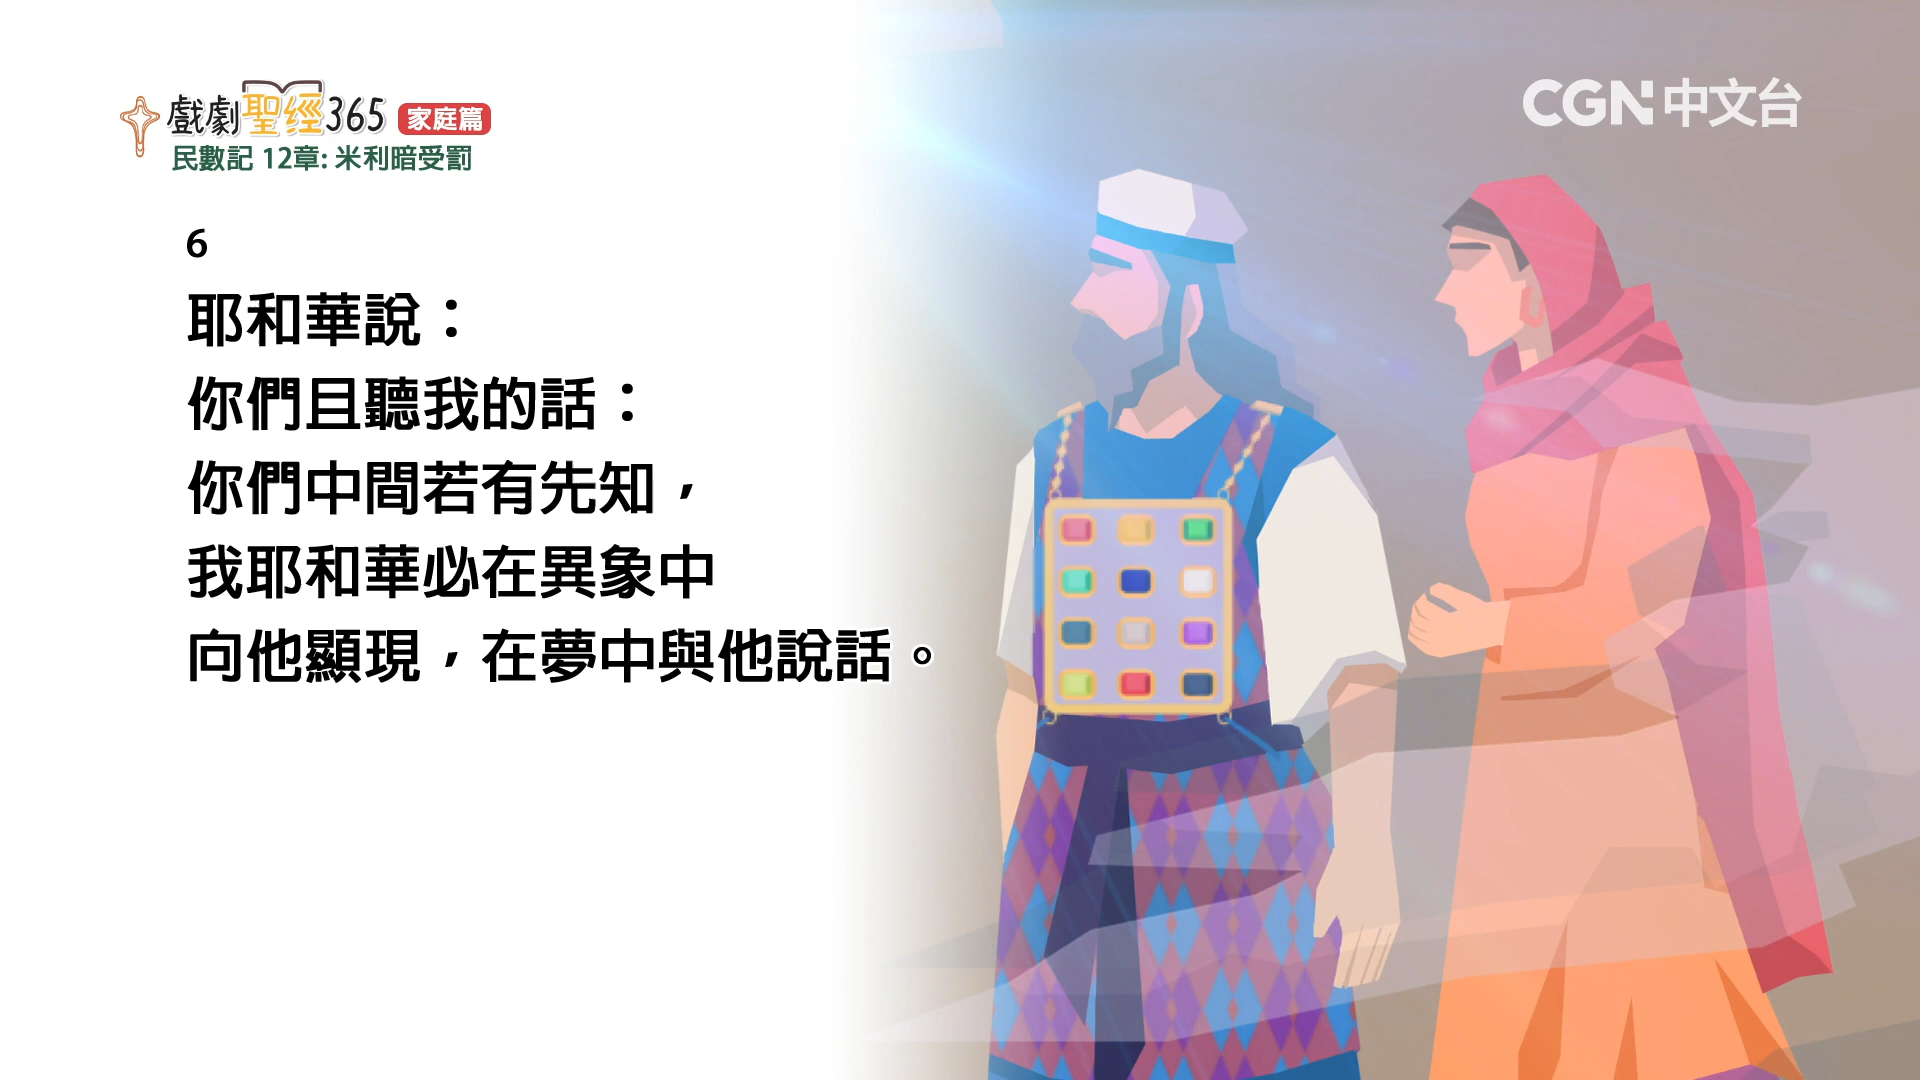 戲劇聖經365 家庭篇
CGN中文台
民數記 12章: 米利暗受罰
6
耶和華說：
你們且聽我的話：
你們中間若有先知，
我耶和華必在異象中
向他顯現，在夢中與他說話。